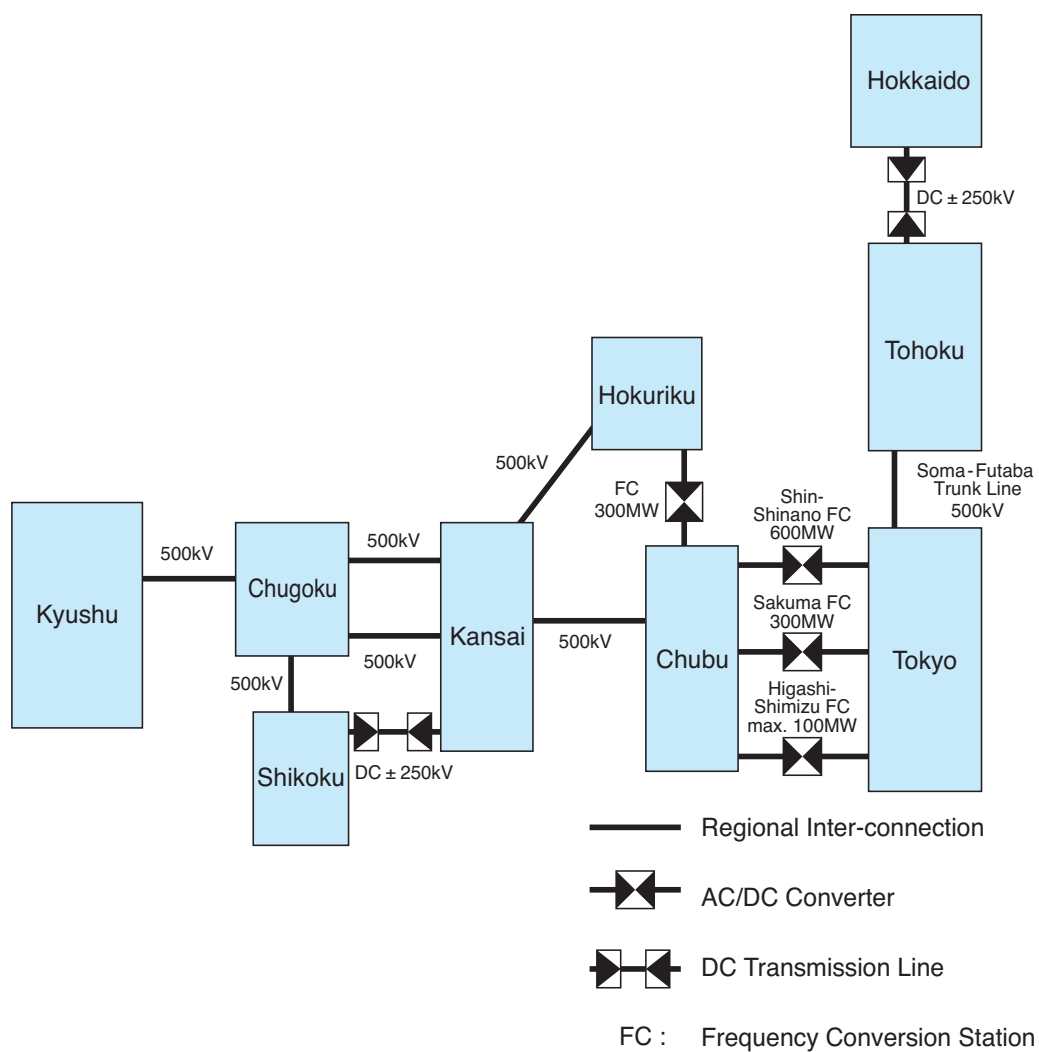 Hokkaido
DC ± 250kV
Tohoku
Soma-Futaba
Trunk Line
500kV
Hokuriku
500kV
FC
300MW
Shin-
Shinano FC
600MW
Kyushu
500kV
Chugoku
500kV
500kV
Kansai
500kV
Chubu
Sakuma FC
300MW
Tokyo
Higashi-
Shimizu FC
max. 100MW
500kV
Shikoku
DC ± 250kV
Regional Inter-connection
AC/DC Converter
DC Transmission Line
FC : Frequency Conversion Station